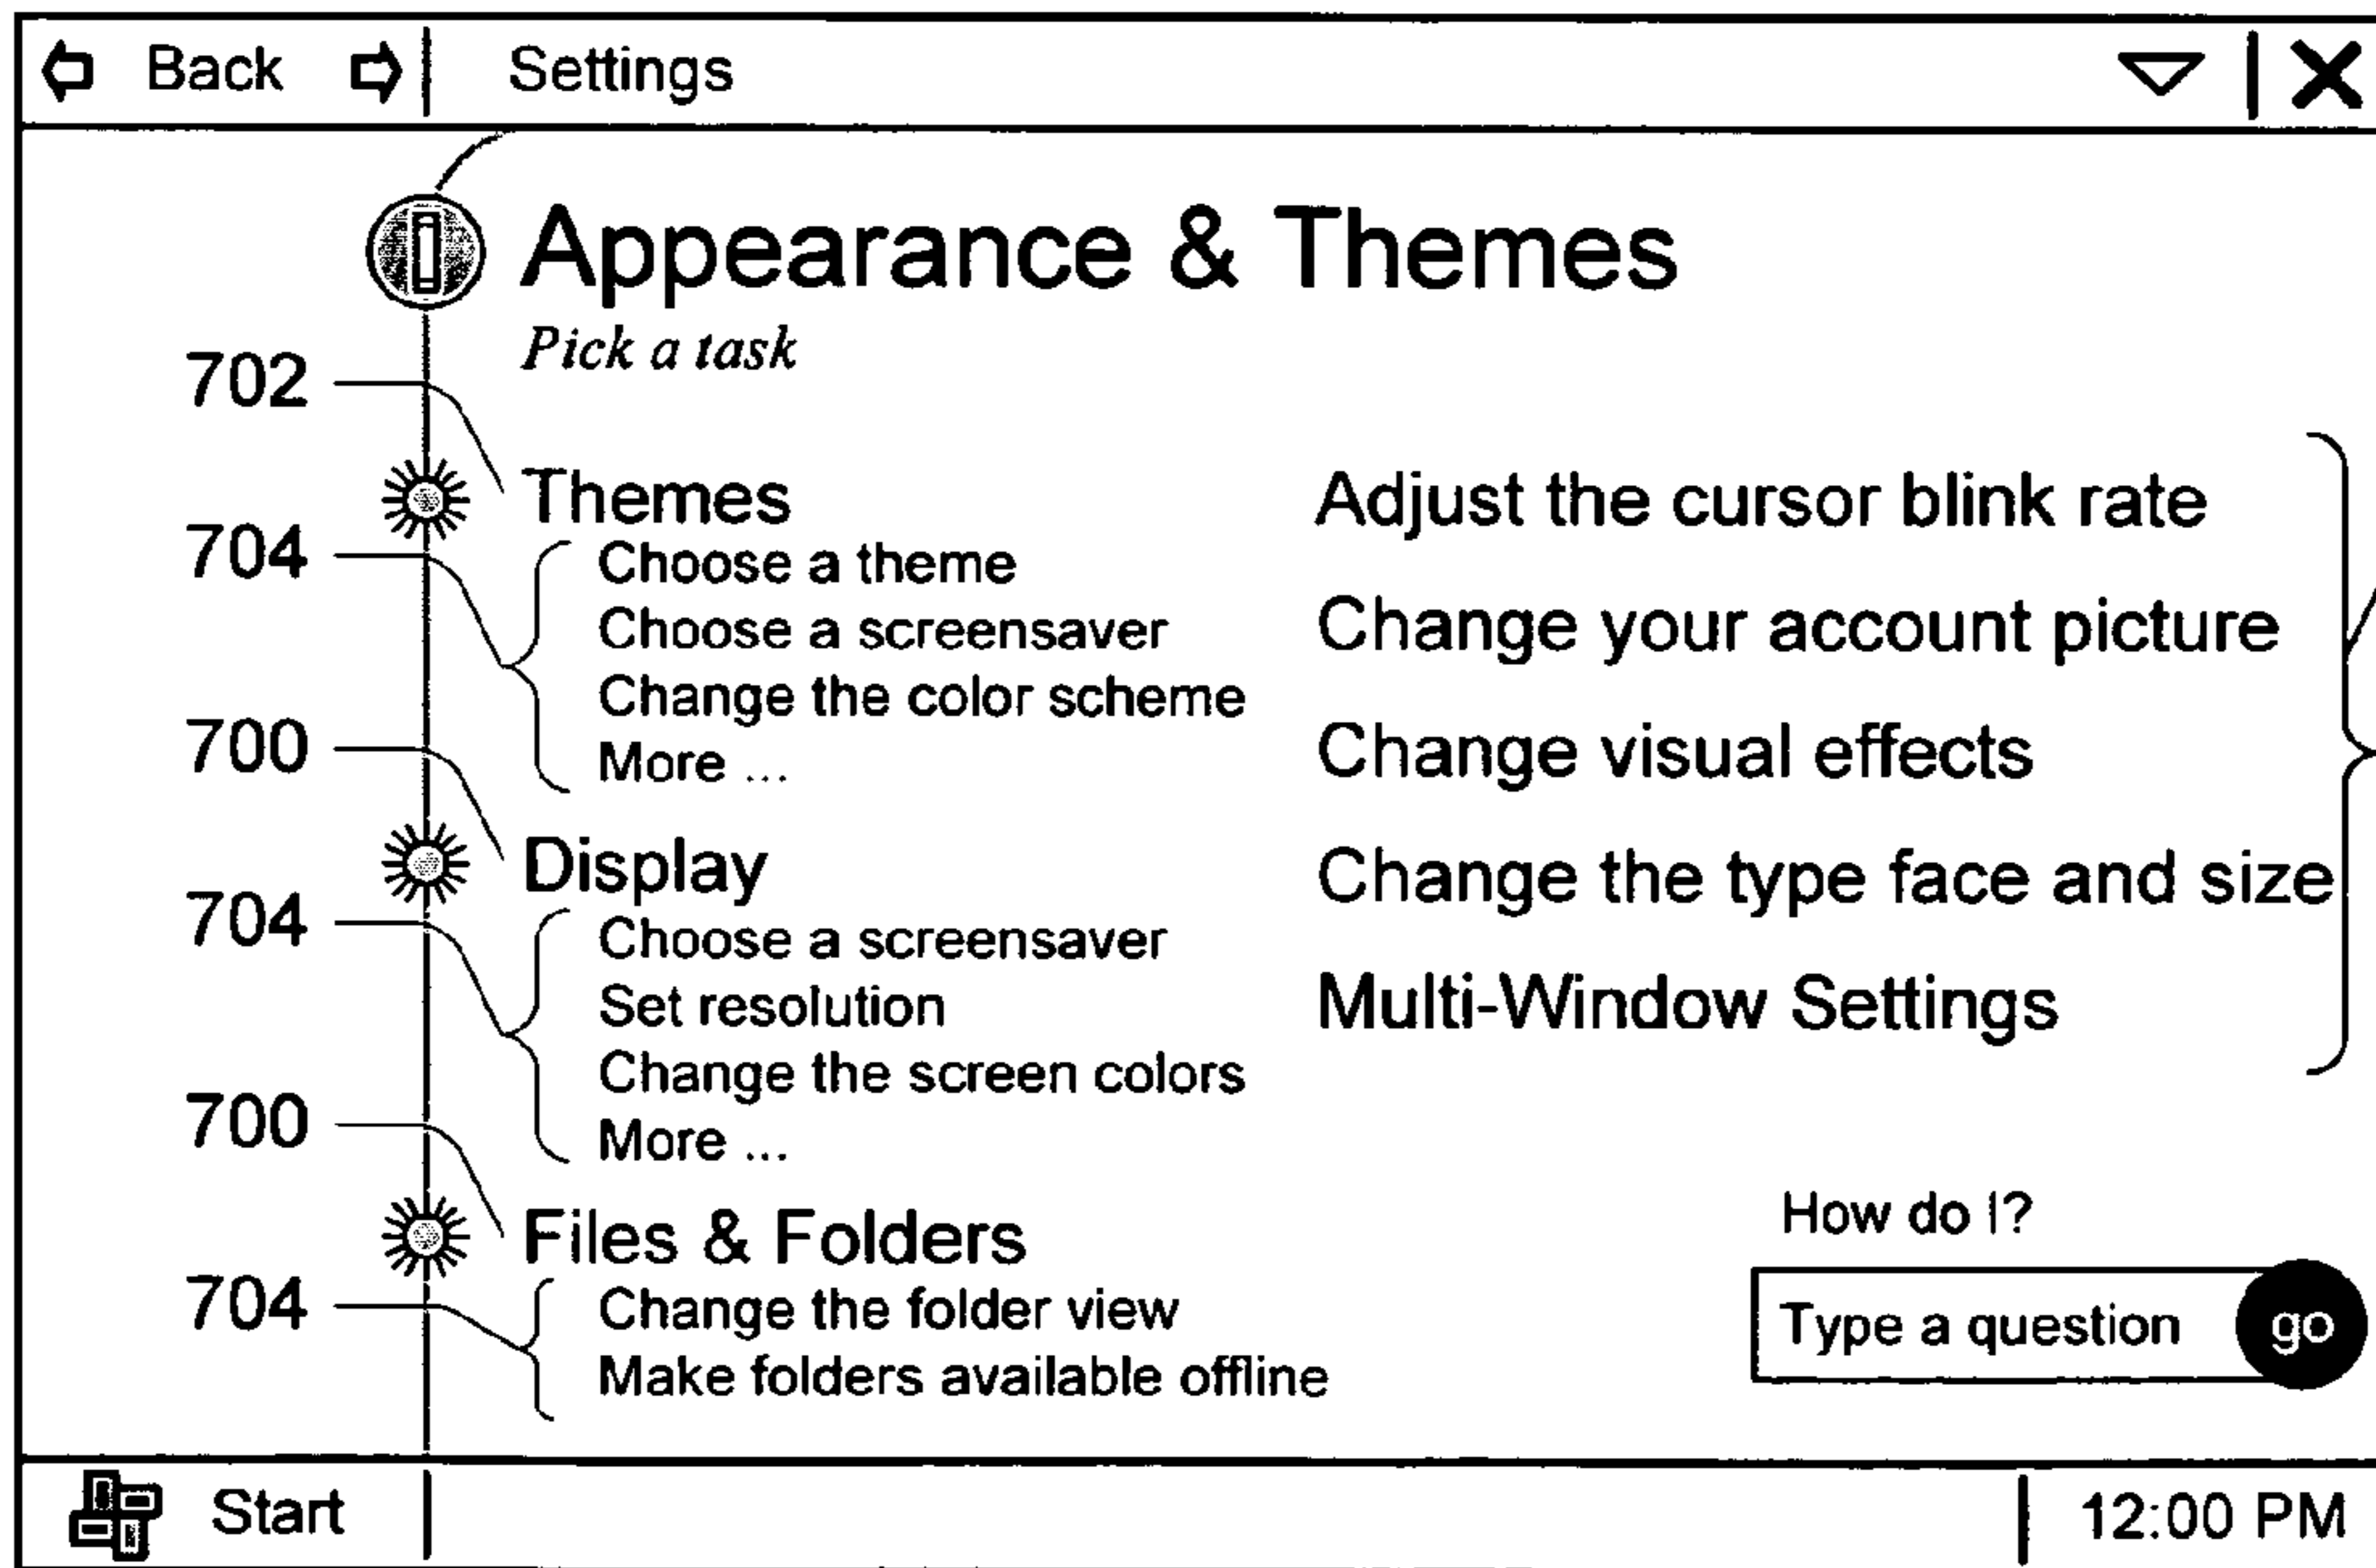 Back
Settings
Appearance & Themes
Pick a task
702
Themes
704
Choose a theme
Choose a screensaver
Change the color scheme
More ...
700
Display
704
Choose a screensaver
Set resolution
Change the screen colors
More ...
700
Files & Folders
704
Change the folder view
Make folders available offline
Adjust the cursor blink rate
Change your account picture
Change visual effects
Change the type face and size
Multi-Window Settings
How do I?
Type a question go
Start
12:00 PM